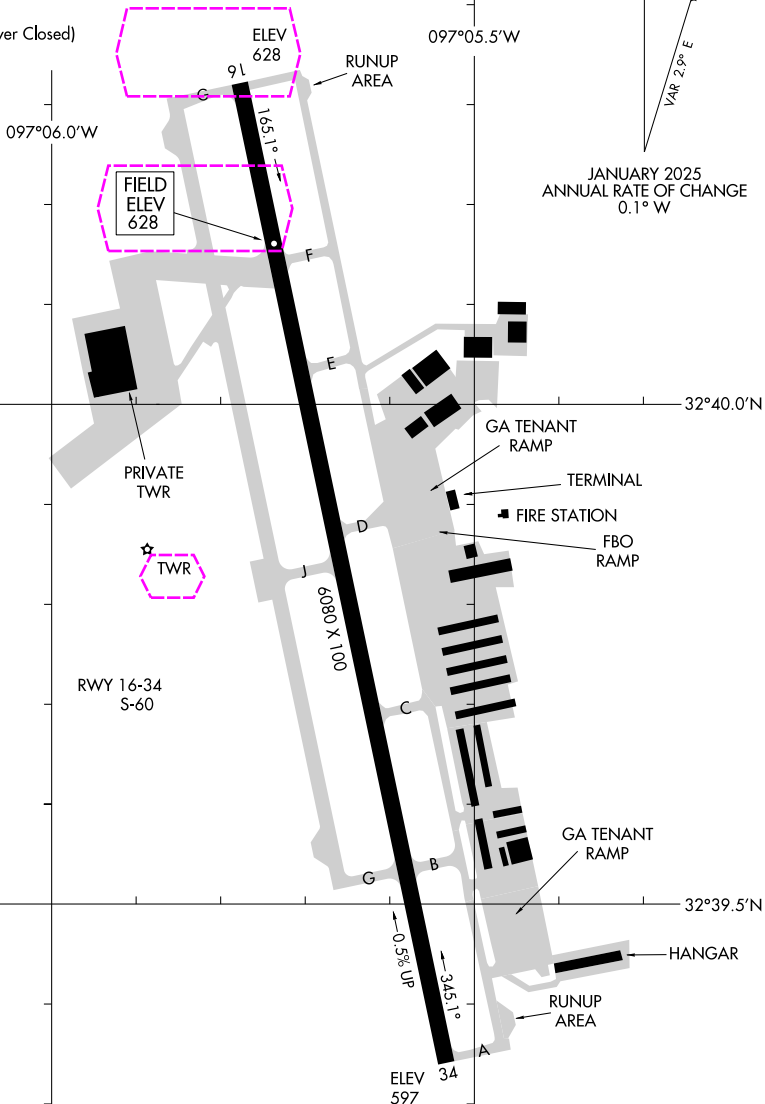 ver Closed)
ELEV
628
097°05.5'W
VAR 2.9° E
RUNUP
AREA
16
G
097°06.0'W
165.1°
JANUARY 2025
ANNUAL RATE OF CHANGE
0.1° W
FIELD
ELEV
628
F
E
32°40.0'N
GA TENANT
RAMP
PRIVATE
TWR
TERMINAL
D
FIRE STATION
FBO
RAMP
TWR
J
6080 X 100
RWY 16-34
S-60
C
GA TENANT
RAMP
B
G
32°39.5'N
0.5% UP
345.1°
HANGAR
RUNUP
AREA
A
34
ELEV
597